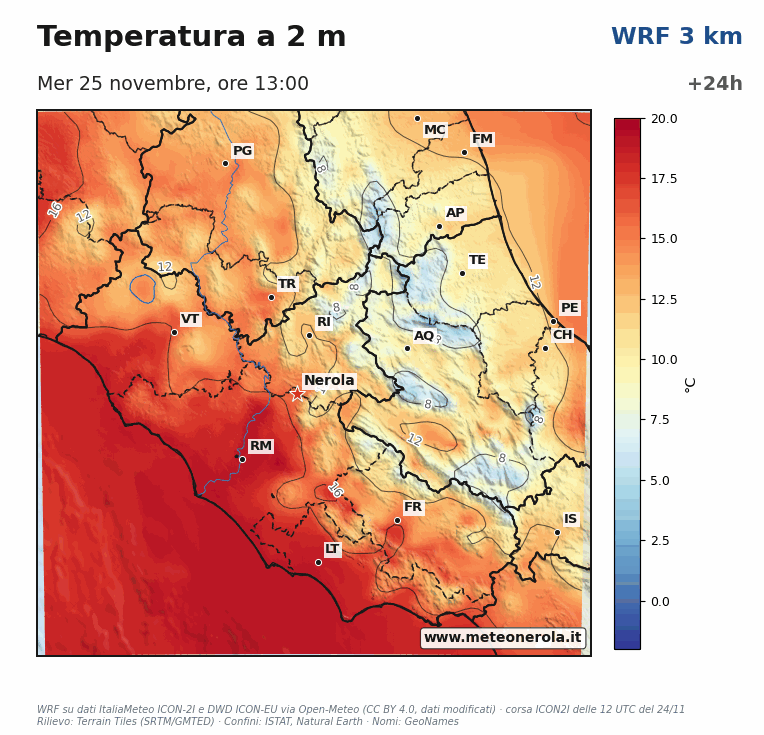 Temperatura a 2 m
WRF 3 km
Mer 25 novembre, ore 13:00
+24h
MC
FM
PG
8
16
12
AP
12
TE
8
12
TR
8
PE
VT
RI
AQ
CH
Nerola
8
8
12
RM
8
16
FR
IS
LT
www.meteonerola.it
20.0
17.5
15.0
12.5
10.0
7.5
5.0
2.5
0.0
°C
WRF su dati ItaliaMeteo ICON-2I e DWD ICON-EU via Open-Meteo (CC BY 4.0, dati modificati) · corsa ICON2I delle 12 UTC del 24/11
Rilievo: Terrain Tiles (SRTM/GMTED) · Confini: ISTAT, Natural Earth · Nomi: GeoNames